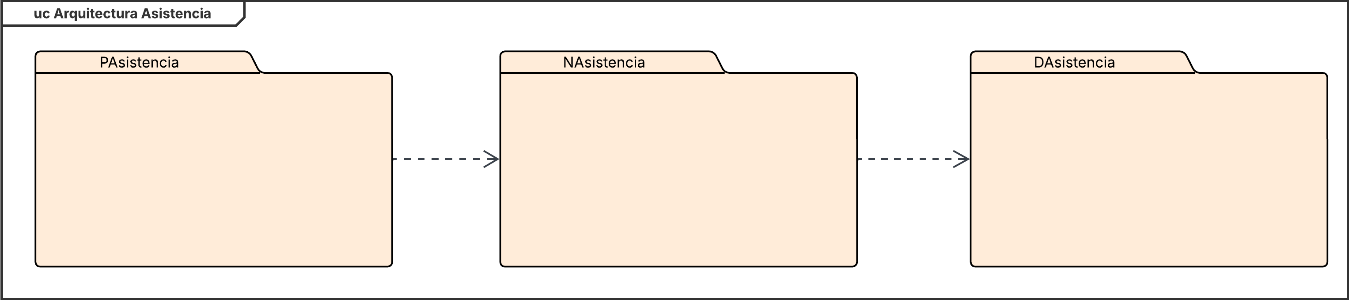 uc Arquitectura Asistencia
PAsistencia
NAsistencia
DAsistencia